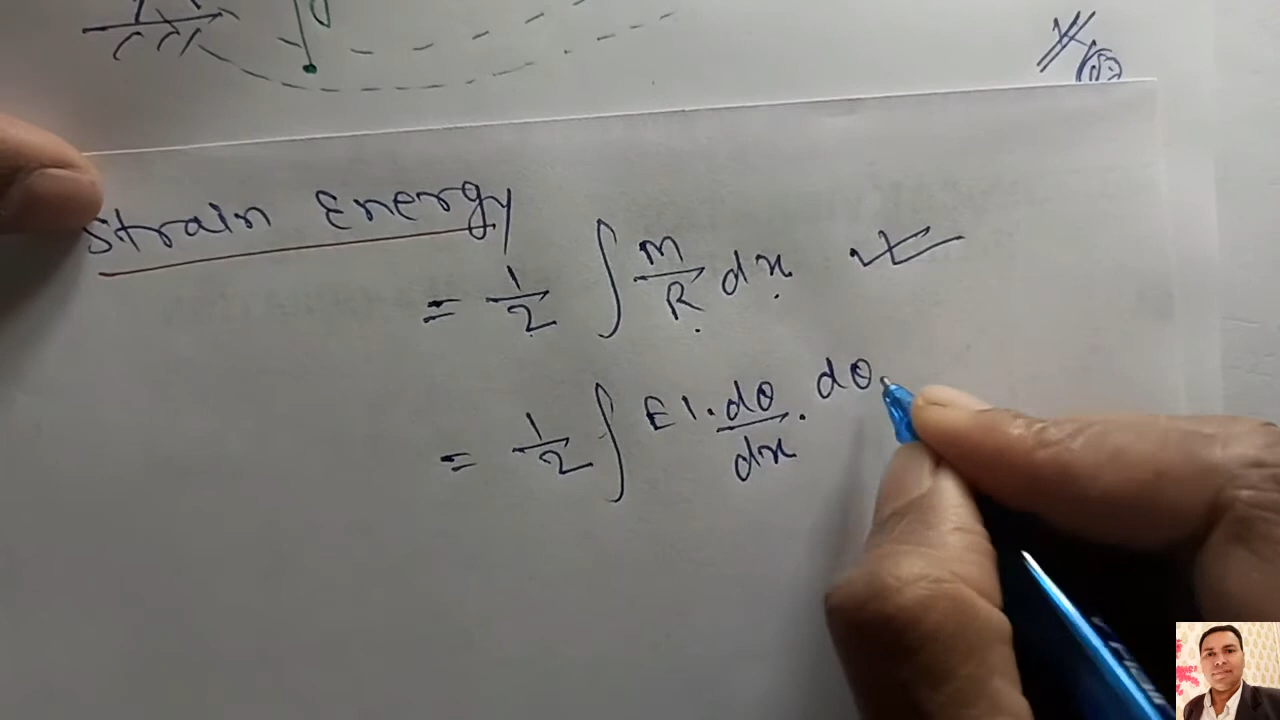 Strain Energy
= 1/2 ∫ M/R dx
= 1/2 ∫ EI. dθ/dx . dθ